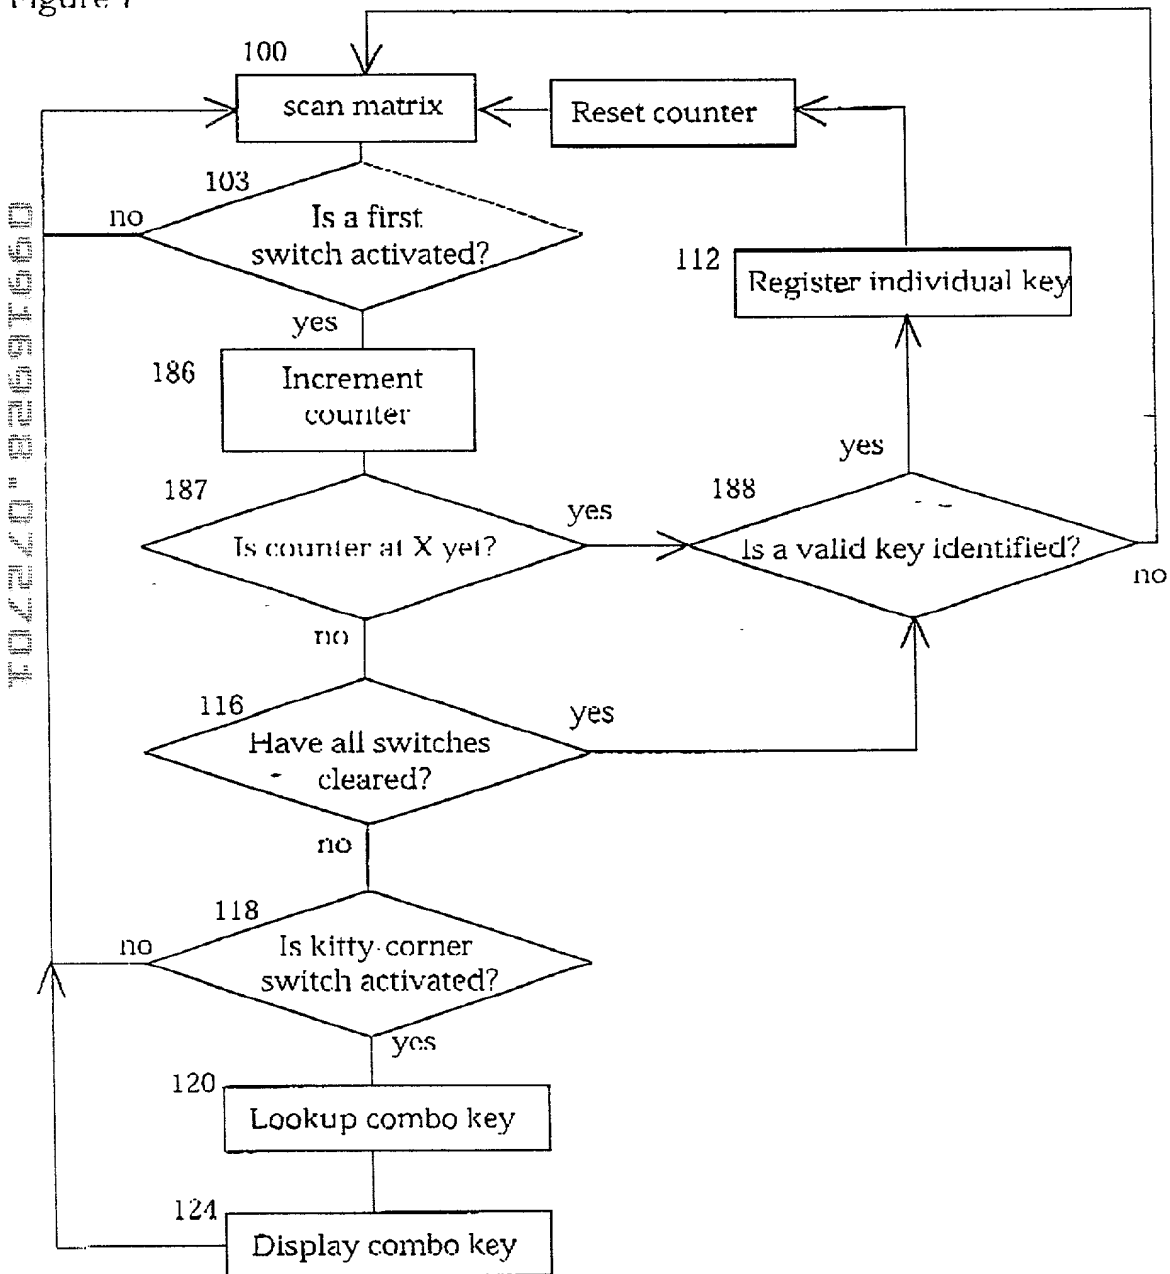 Figure 7
100
scan matrix
Reset counter
103
no
Is a first
switch activated?
112
Register individual key
yes
186
Increment
counter
yes
187
188
yes
Is counter at X yet?
Is a valid key identified?
no
no
116
yes
Have all switches
cleared?
no
118
no
Is kitty-corner
switch activated?
yes
120
Lookup combo key
124
Display combo key